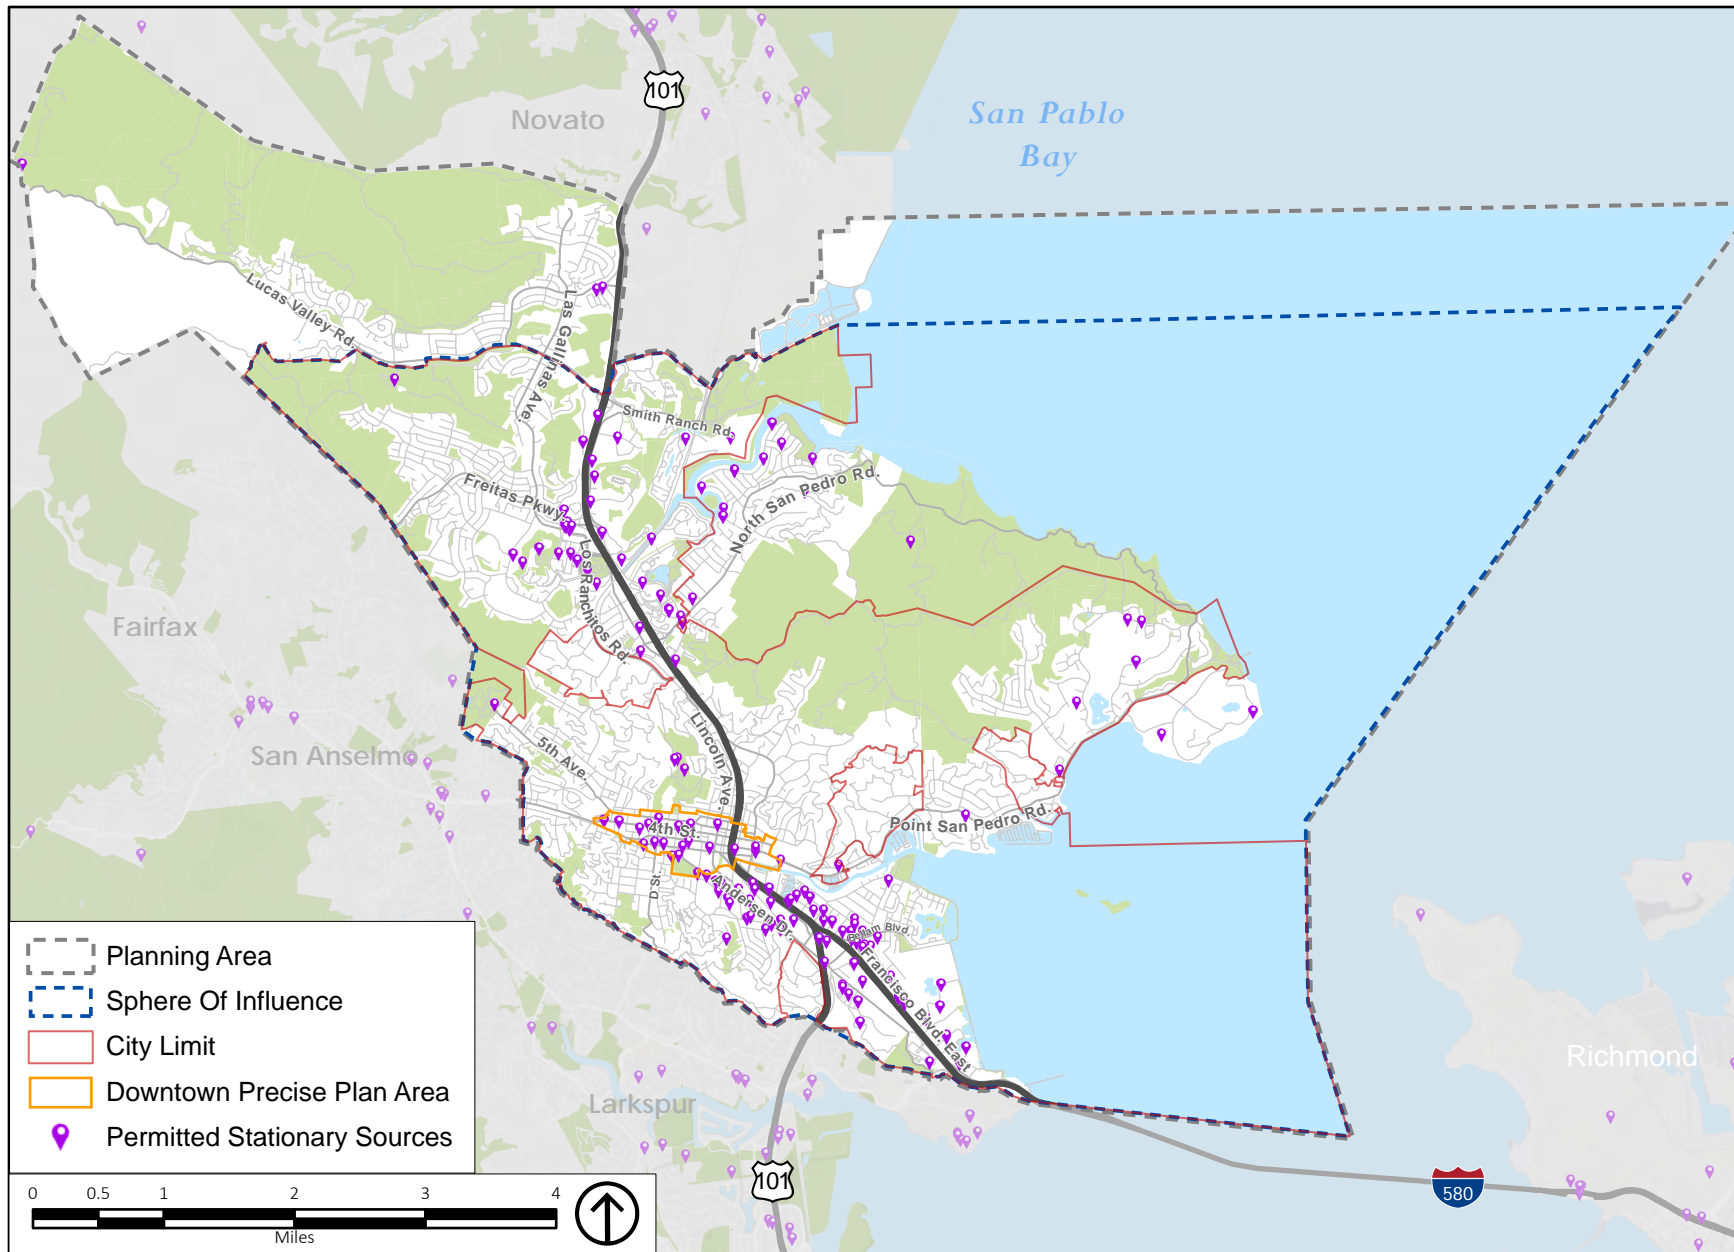 101
Novato
San Pablo
Bay
Lucas Valley Rd.
Las Gallinas Ave.
Smith Ranch Rd.
Freitas Pkwy.
North San Pedro Rd.
Los Ranchitos Rd.
Fairfax
San Anselmo
Lincoln Ave.
5th Ave.
4th St.
Point San Pedro Rd.
D St.
Andersen Dr.
Bellam Blvd.
Francisco Blvd. East
Planning Area
Sphere Of Influence
City Limit
Downtown Precise Plan Area
Permitted Stationary Sources
Richmond
Larkspur
101
580
0 0.5 1 2 3 4
Miles